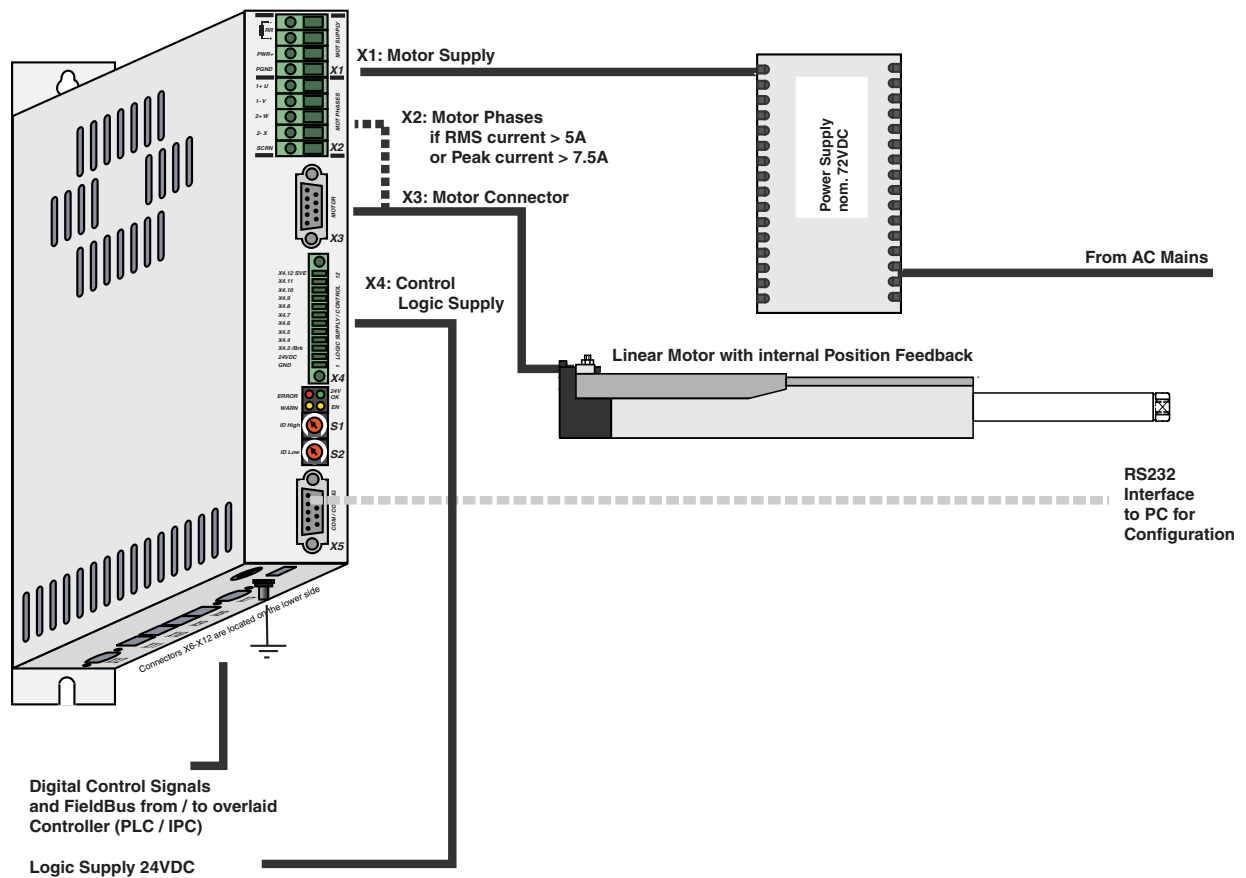 RR
PWR+
PGND
MOT SUPPLY
X1
1+ U
1- V
2+ W
2- X
SCRN
MOT PHASES
X2
MOTOR
X3
X4.12 SVE
X4.11
X4.10
X4.9
X4.8
X4.7
X4.6
X4.5
X4.4
X4.3 /Brk
24VDC
GND
1 LOGIC SUPPLY / CONTROL 12
X4
ERROR
24V
OK
WARN
EN
ID High
S1
ID Low
S2
X5
Connectors X6-X12 are located on the lower side
X1: Motor Supply
X2: Motor Phases
if RMS current > 5A
or Peak current > 7.5A
X3: Motor Connector
X4: Control
Logic Supply
Power Supply
nom. 72VDC
From AC Mains
Linear Motor with internal Position Feedback
RS232
Interface
to PC for
Configuration
Digital Control Signals
and FieldBus from / to overlaid
Controller (PLC / IPC)
Logic Supply 24VDC